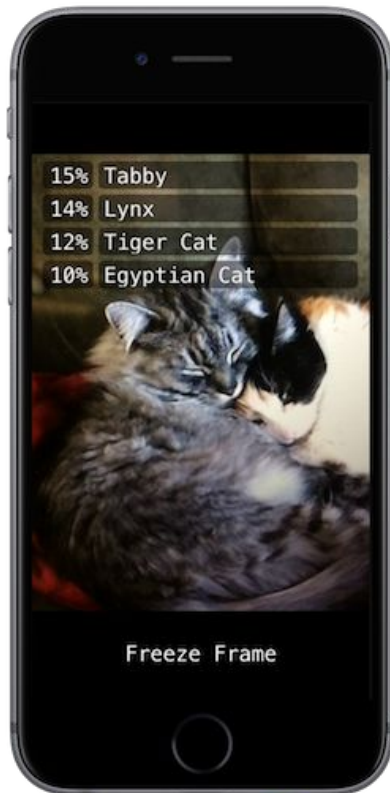 15% Tabby
14% Lynx
12% Tiger Cat
10% Egyptian Cat
Freeze Frame